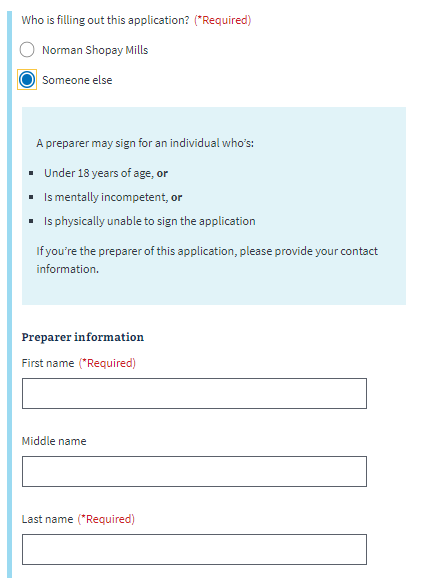 Who is filling out this application? (*Required)
Norman Shopay Mills
Someone else
A preparer may sign for an individual who's:
▪ Under 18 years of age, or
▪ Is mentally incompetent, or
▪ Is physically unable to sign the application
If you're the preparer of this application, please provide your contact
information.
Preparer information
First name (*Required)
Middle name
Last name (*Required)